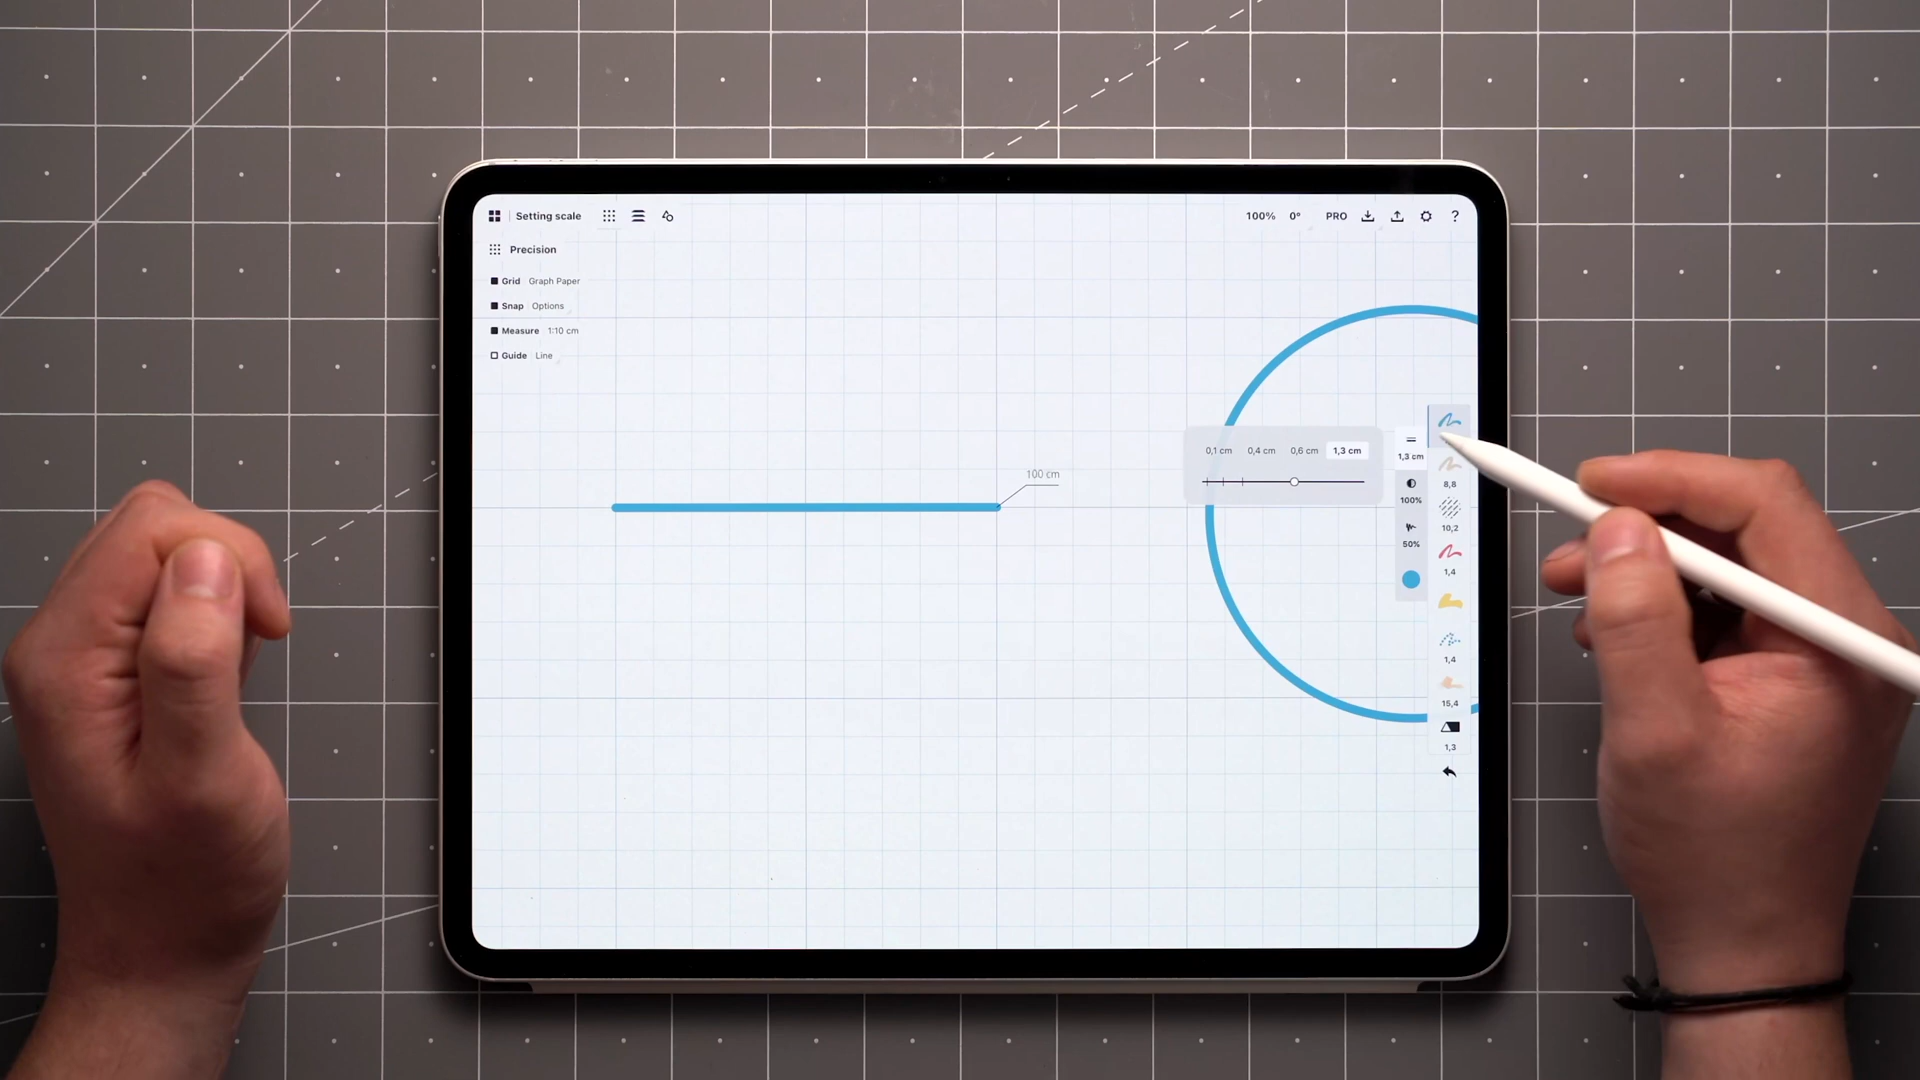 Setting scale
100% 0° PRO ?
Precision
Grid Graph Paper
Snap Options
Measure 1:10 cm
Guide Line
0,1 cm 0,4 cm 0,6 cm 1,3 cm
1,3 cm
100%
50%
100 cm
8,8
10,2
1,4
1,4
15,4
1,3